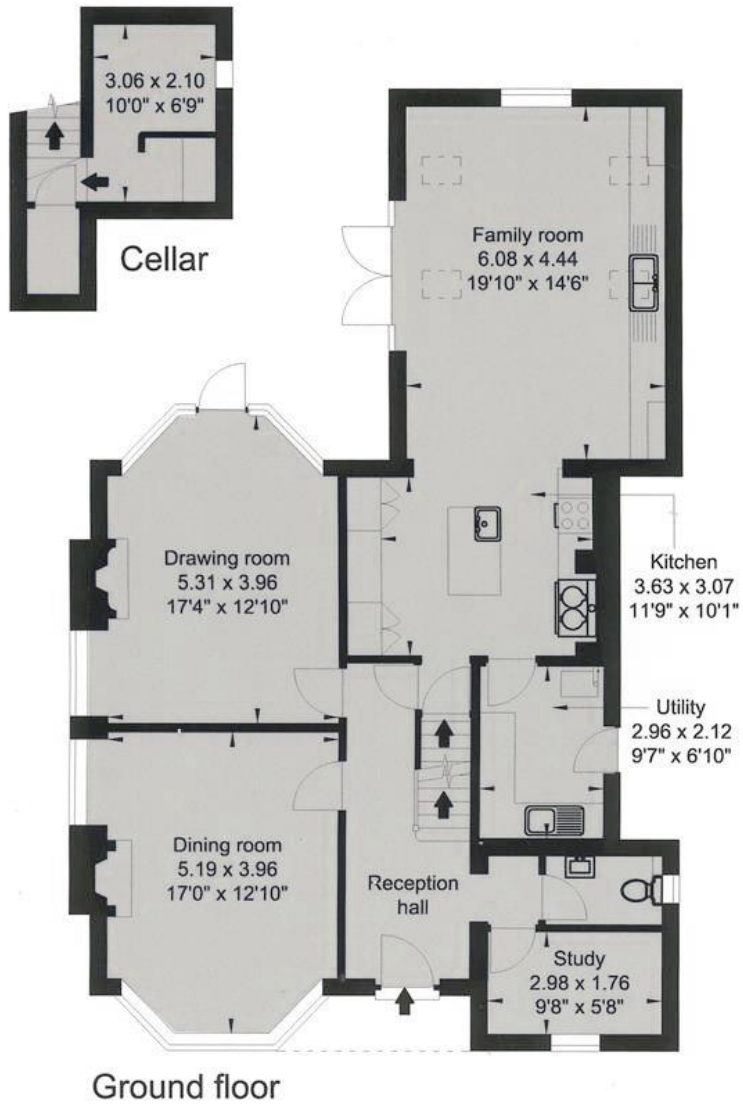 3.06 x 2.10
10'0" x 6'9"
Cellar
Family room
6.08 x 4.44
19'10" x 14'6"
Drawing room
5.31 x 3.96
17'4" x 12'10"
Kitchen
3.63 x 3.07
11'9" x 10'1"
Utility
2.96 x 2.12
9'7" x 6'10"
Dining room
5.19 x 3.96
17'0" x 12'10"
Reception
hall
Study
2.98 x 1.76
9'8" x 5'8"
Ground floor